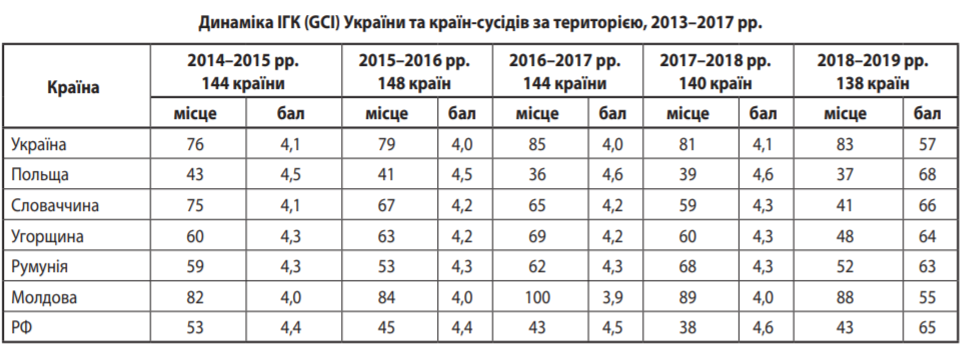 Динаміка ІГК (GCI) України та країн-сусідів за територією, 2013–2017 рр.
Країна 2014–2015 рр. 144 країни 2015–2016 рр. 148 країн 2016–2017 рр. 144 країни 2017–2018 рр. 140 країн 2018–2019 рр. 138 країн
місце бал місце бал місце бал місце бал місце бал
Україна 76 4,1 79 4,0 85 4,0 81 4,1 83 57
Польща 43 4,5 41 4,5 36 4,6 39 4,6 37 68
Словаччина 75 4,1 67 4,2 65 4,2 59 4,3 41 66
Угорщина 60 4,3 63 4,2 69 4,2 60 4,3 48 64
Румунія 59 4,3 53 4,3 62 4,3 68 4,3 52 63
Молдова 82 4,0 84 4,0 100 3,9 89 4,0 88 55
РФ 53 4,4 45 4,4 43 4,5 38 4,6 43 65